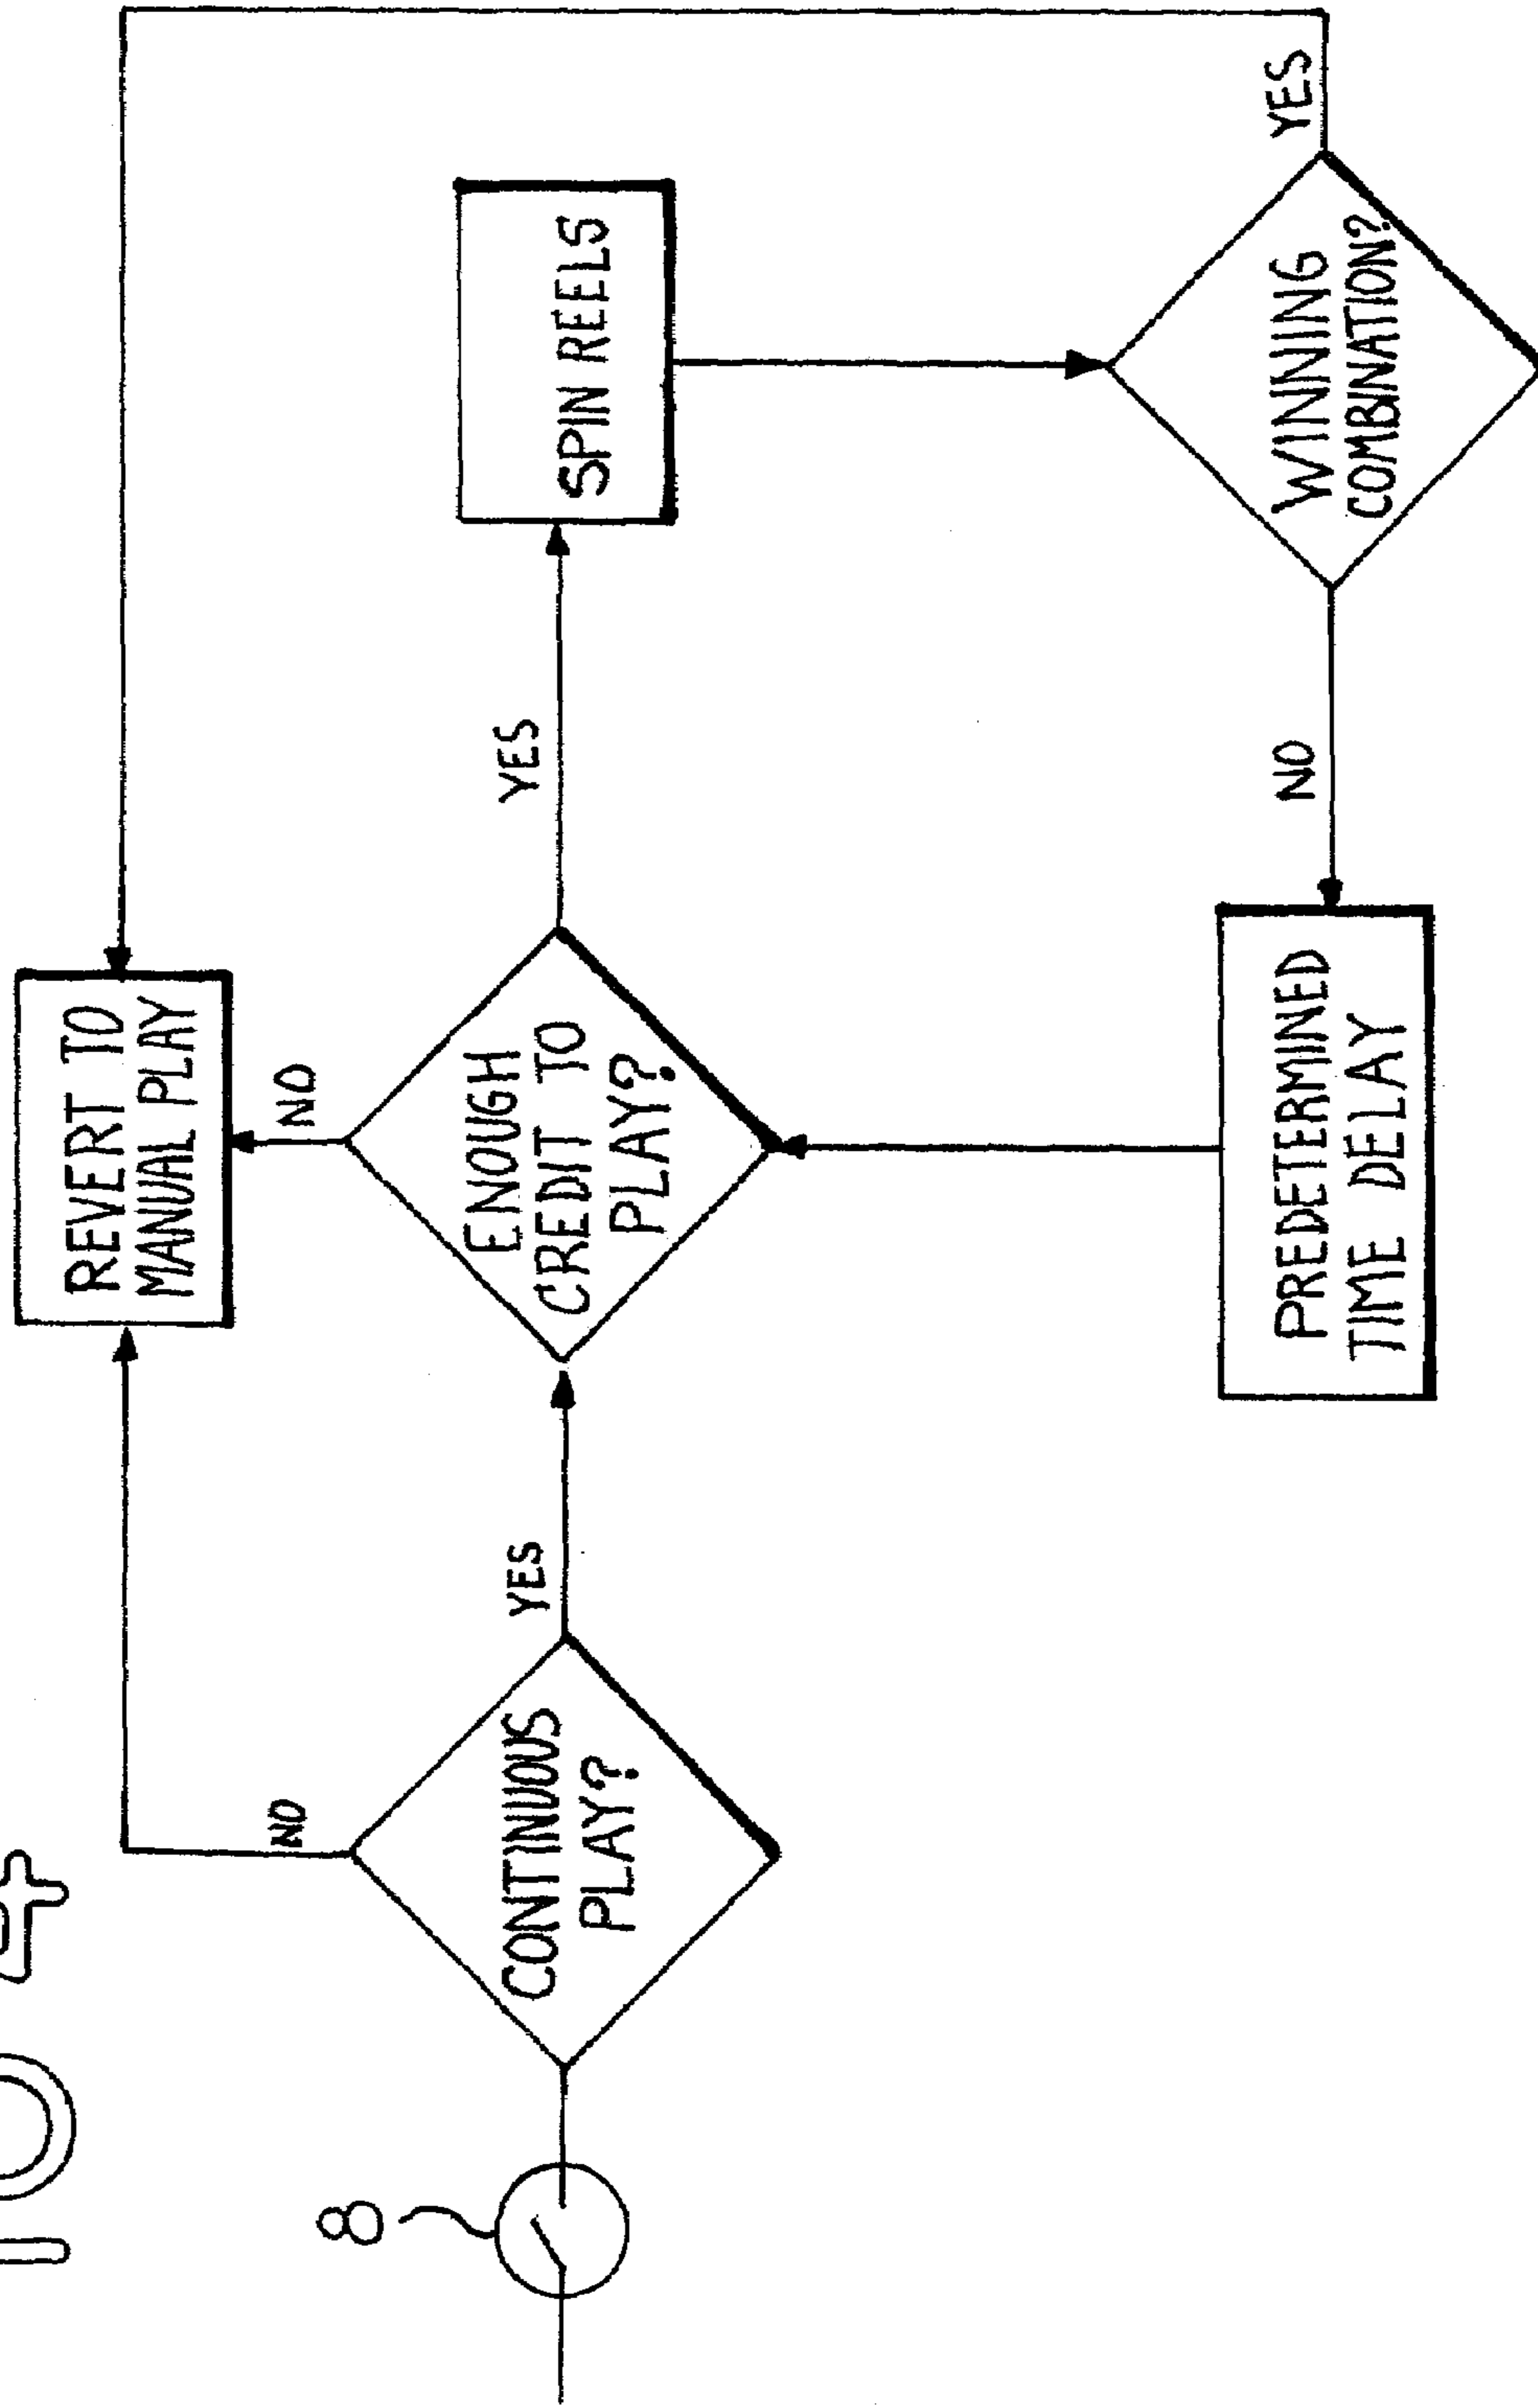 4
8
CONTINUOUS
PLAY?
NO
YES
REVERT TO
MANUAL PLAY
NO
ENOUGH
CREDIT TO
PLAY?
YES
SPIN REELS
WINNING
COMBINATION?
YES
NO
PREDETERMINED
TIME DELAY